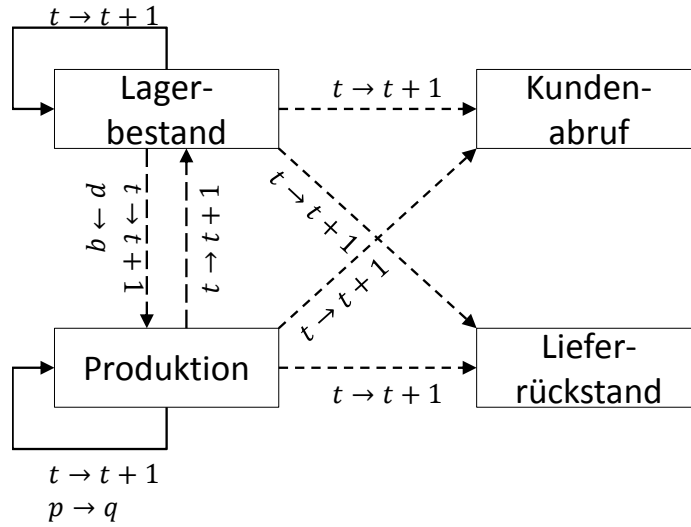 t → t + 1
Lager-
bestand
t → t + 1
Kunden-
abruf
t → t + 1
p → q
t → t + 1
t → t + 1
t → t + 1
Produktion
t → t + 1
Liefer-
rückstand
t → t + 1
p → q